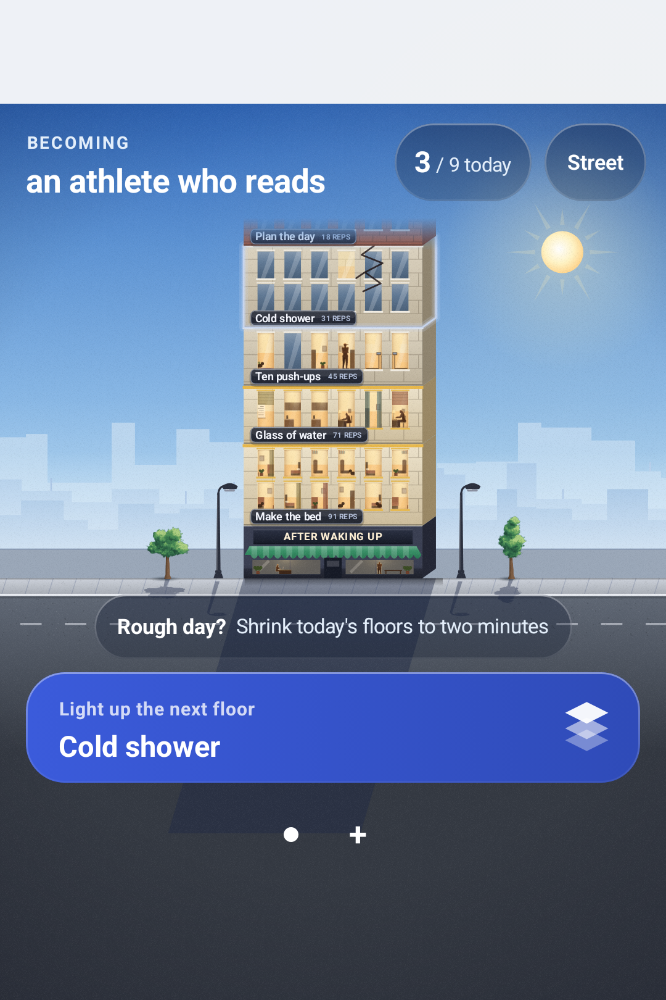 BECOMING
an athlete who reads
3 / 9 today
Street
Plan the day 18 REPS
Cold shower 31 REPS
Ten push-ups 45 REPS
Glass of water 71 REPS
Make the bed 91 REPS
AFTER WAKING UP
Rough day? Shrink today's floors to two minutes
Light up the next floor
Cold shower